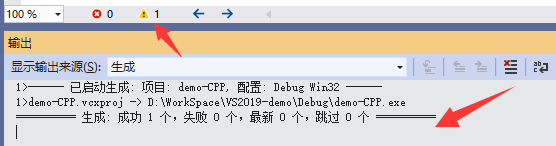 100 % 0 1
输出
显示输出来源(S): 生成
1>------ 已启动生成: 项目: demo-CPP, 配置: Debug Win32 ------
1>demo-CPP.vcxproj -> D:\WorkSpace\VS2019-demo\Debug\demo-CPP.exe
========== 生成: 成功 1 个，失败 0 个，最新 0 个，跳过 0 个 ==========